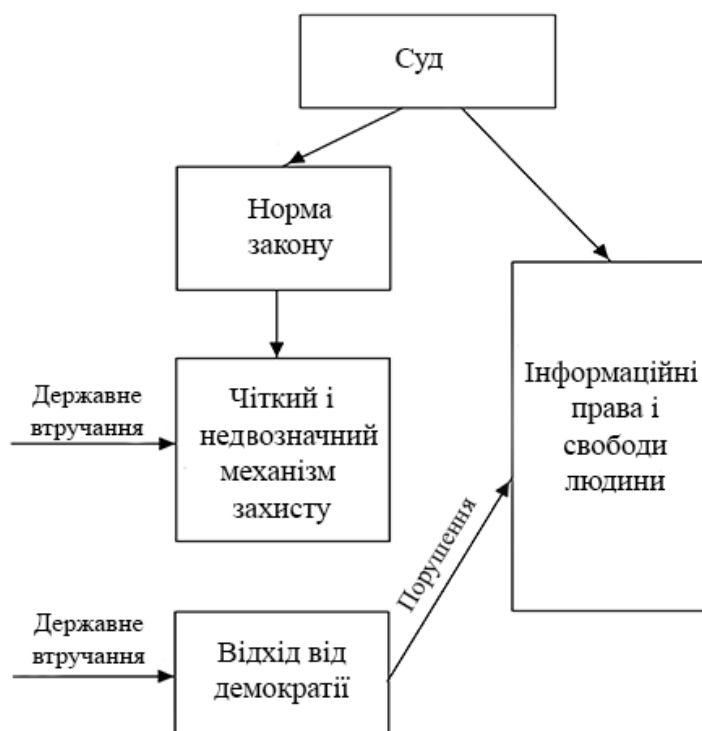 Суд
Норма
закону
Державне
втручання
Чіткий і
недвозначний
механізм
захисту
Інформаційні
права і
свободи
людини
Порушення
Державне
втручання
Відхід від
демократії